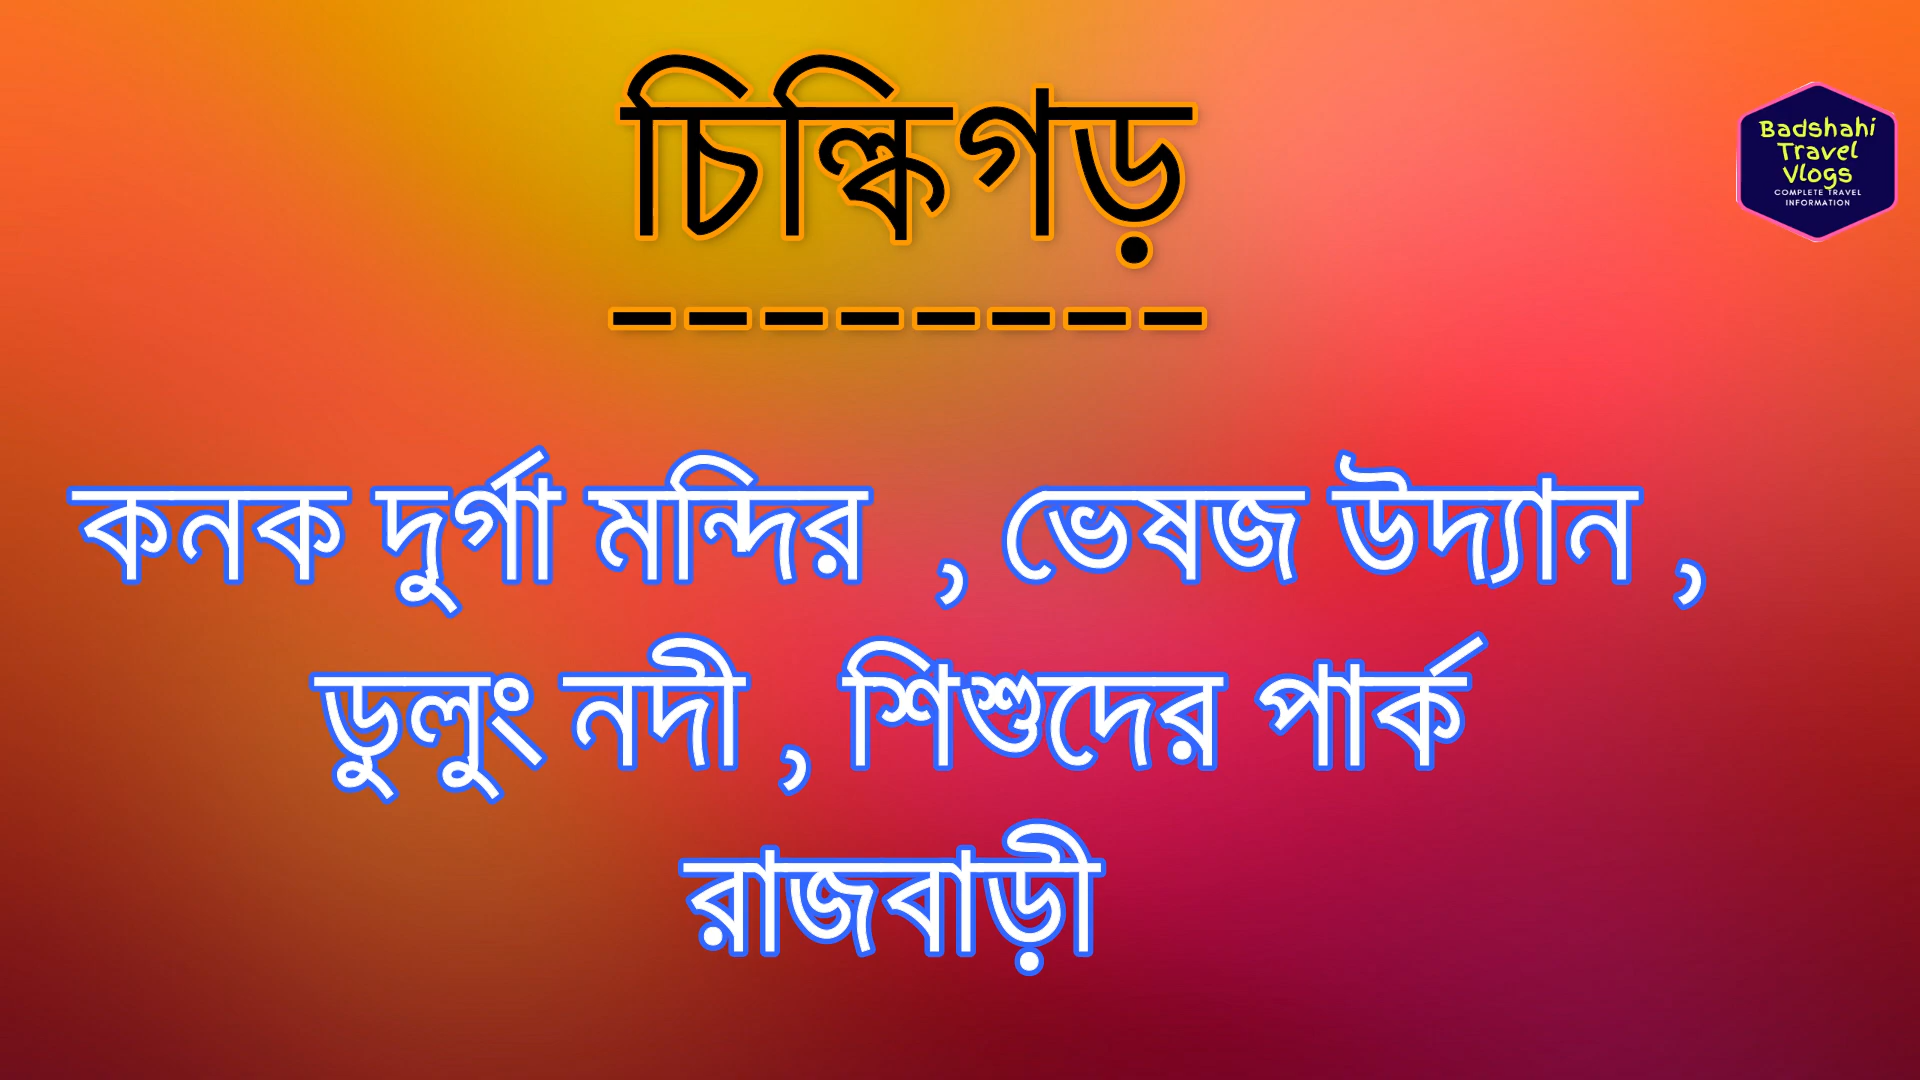 চিল্কিগড়
--------
Badshahi
Travel
Vlogs
COMPLETE TRAVEL
INFORMATION
কনক দুর্গা মন্দির , ভেষজ উদ্যান ,
ডুলুং নদী , শিশুদের পার্ক
রাজবাড়ী